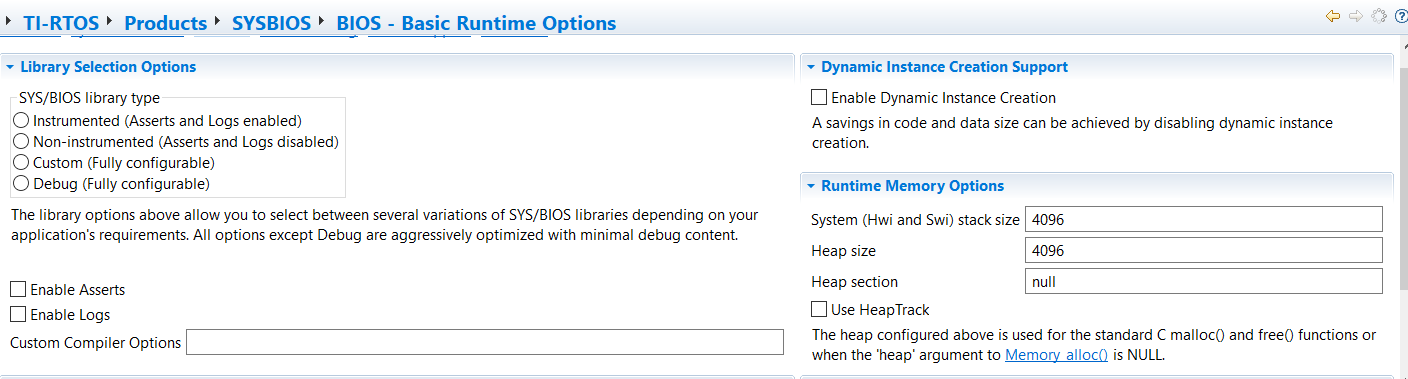 TI-RTOS Products SYSBIOS BIOS - Basic Runtime Options
Library Selection Options
SYS/BIOS library type
Instrumented (Asserts and Logs enabled)
Non-instrumented (Asserts and Logs disabled)
Custom (Fully configurable)
Debug (Fully configurable)
The library options above allow you to select between several variations of SYS/BIOS libraries depending on your
application's requirements. All options except Debug are aggressively optimized with minimal debug content.
Enable Asserts
Enable Logs
Custom Compiler Options
Dynamic Instance Creation Support
Enable Dynamic Instance Creation
A savings in code and data size can be achieved by disabling dynamic instance
creation.
Runtime Memory Options
System (Hwi and Swi) stack size 4096
Heap size 4096
Heap section null
Use HeapTrack
The heap configured above is used for the standard C malloc() and free() functions or
when the 'heap' argument to Memory_alloc() is NULL.